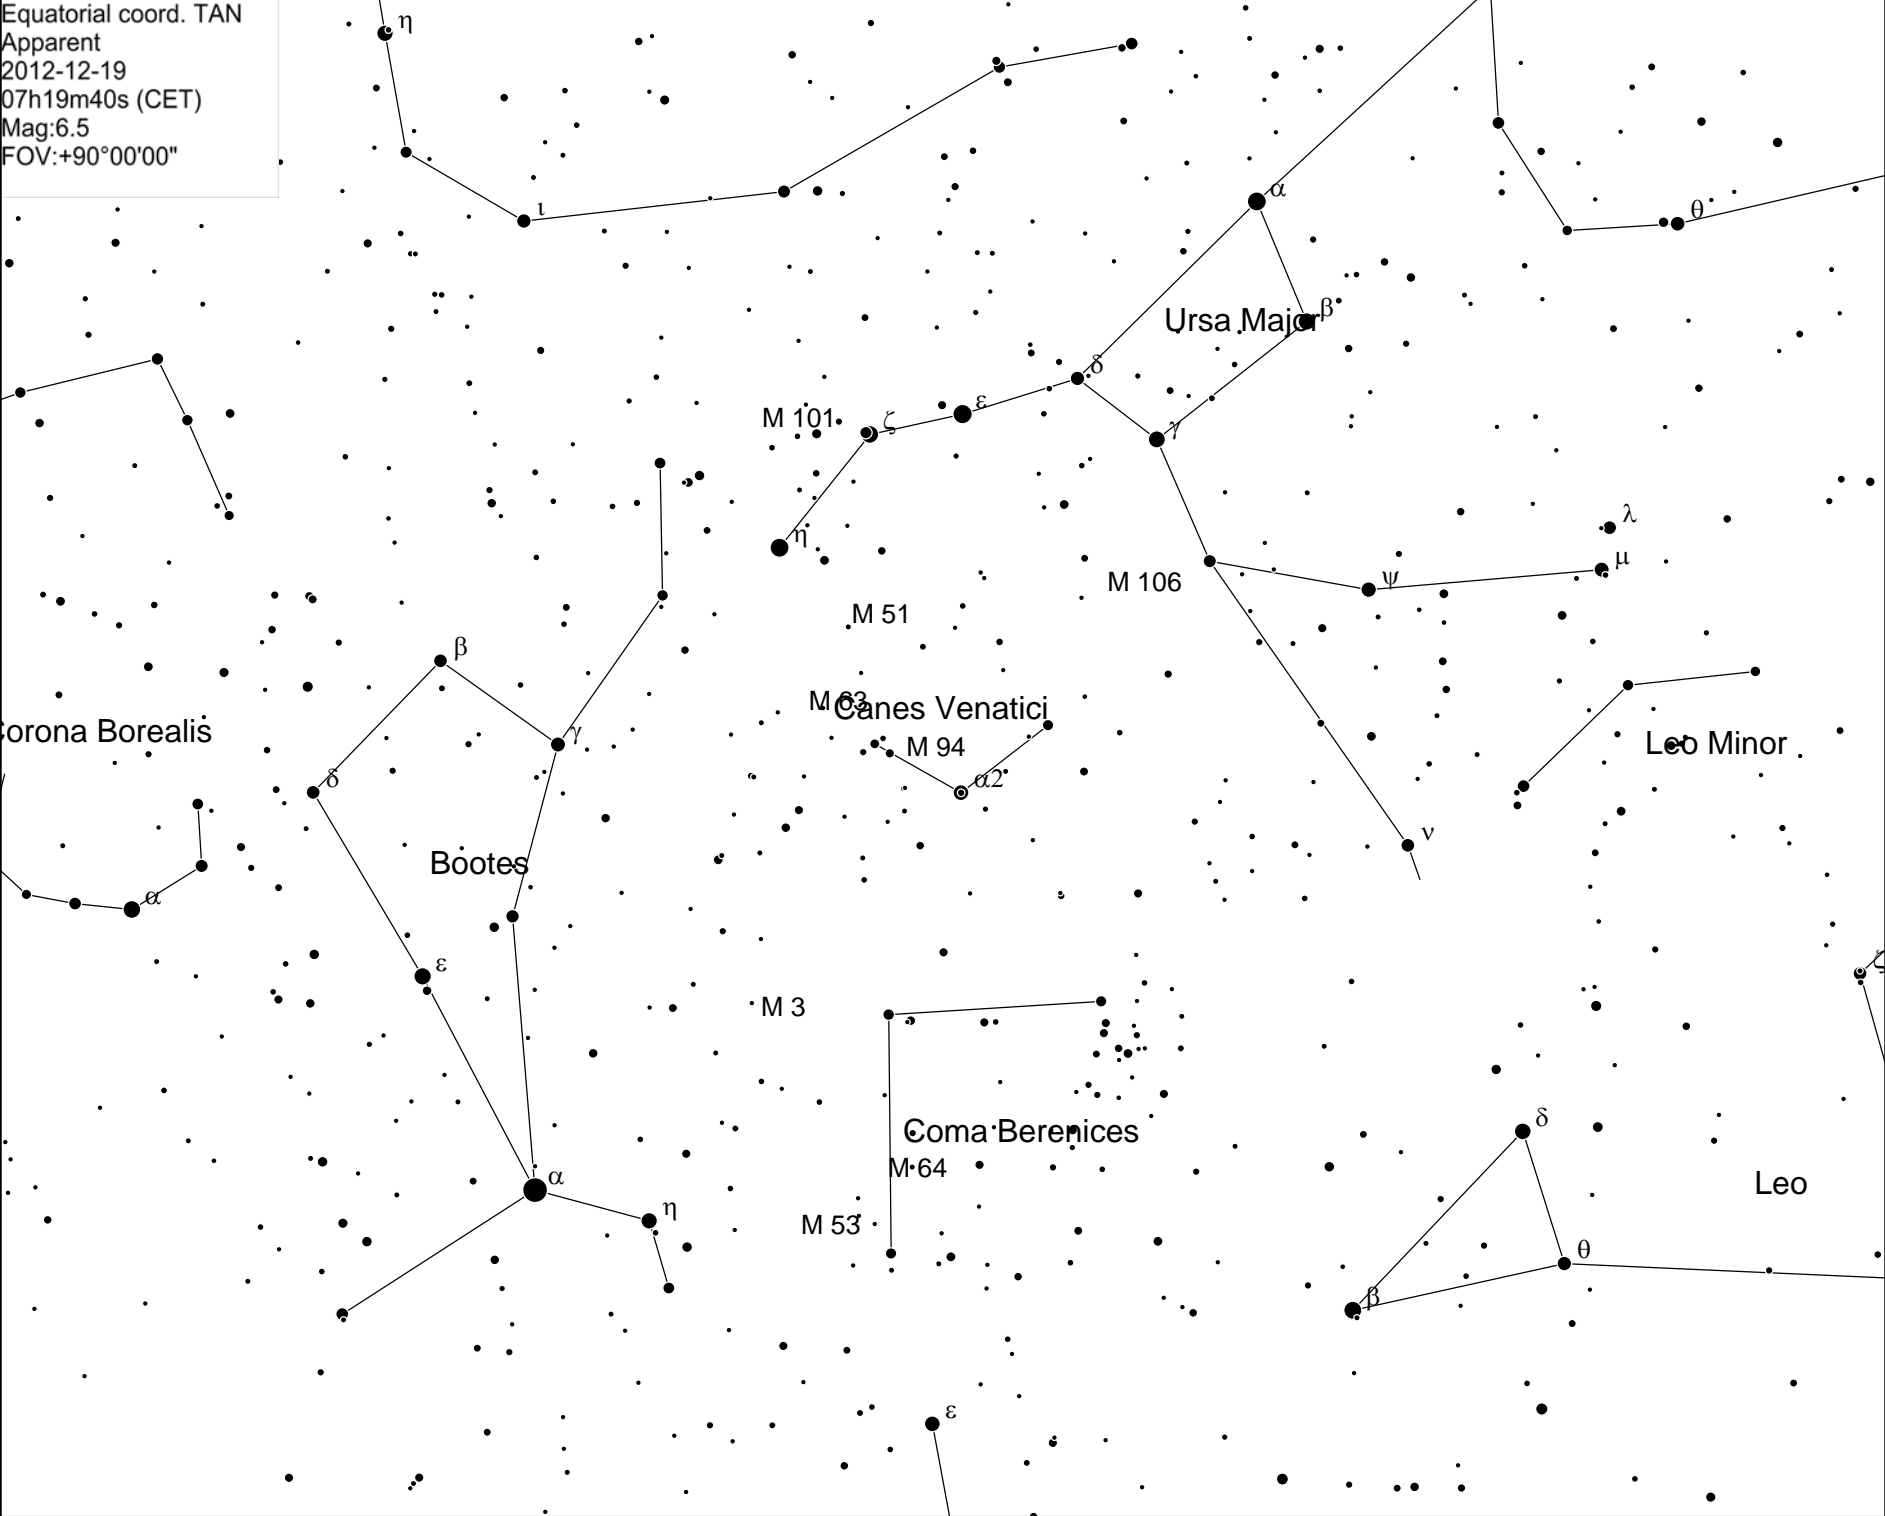 Equatorial coord. TAN
Apparent
2012-12-19
07h19m40s (CET)
Mag:6.5
FOV:+90°00'00"
η
ι
α
θ
Ursa Major
β
δ
ε
M 101
ζ
γ
η
λ
μ
M 106
ψ
M 51
β
M 63
Canes Venatici
γ
M 94
Leo Minor
orona Borealis
δ
α2
ν
Bootes
α
ε
ζ
M 3
δ
Coma Berenices
M 64
α
Leo
η
M 53
θ
β
ε